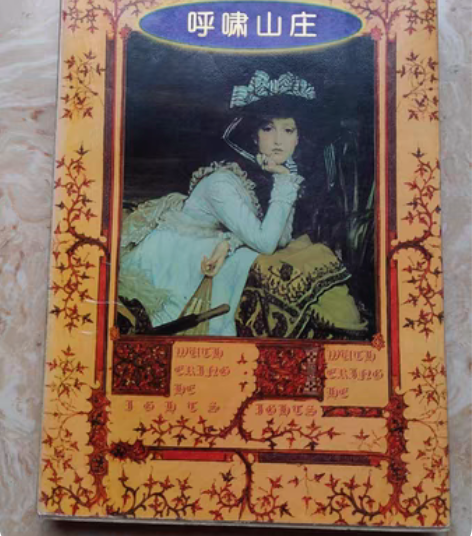 呼啸山庄
WUTH WUTH
ERING ERING
HE HE
IGHTS IGHTS